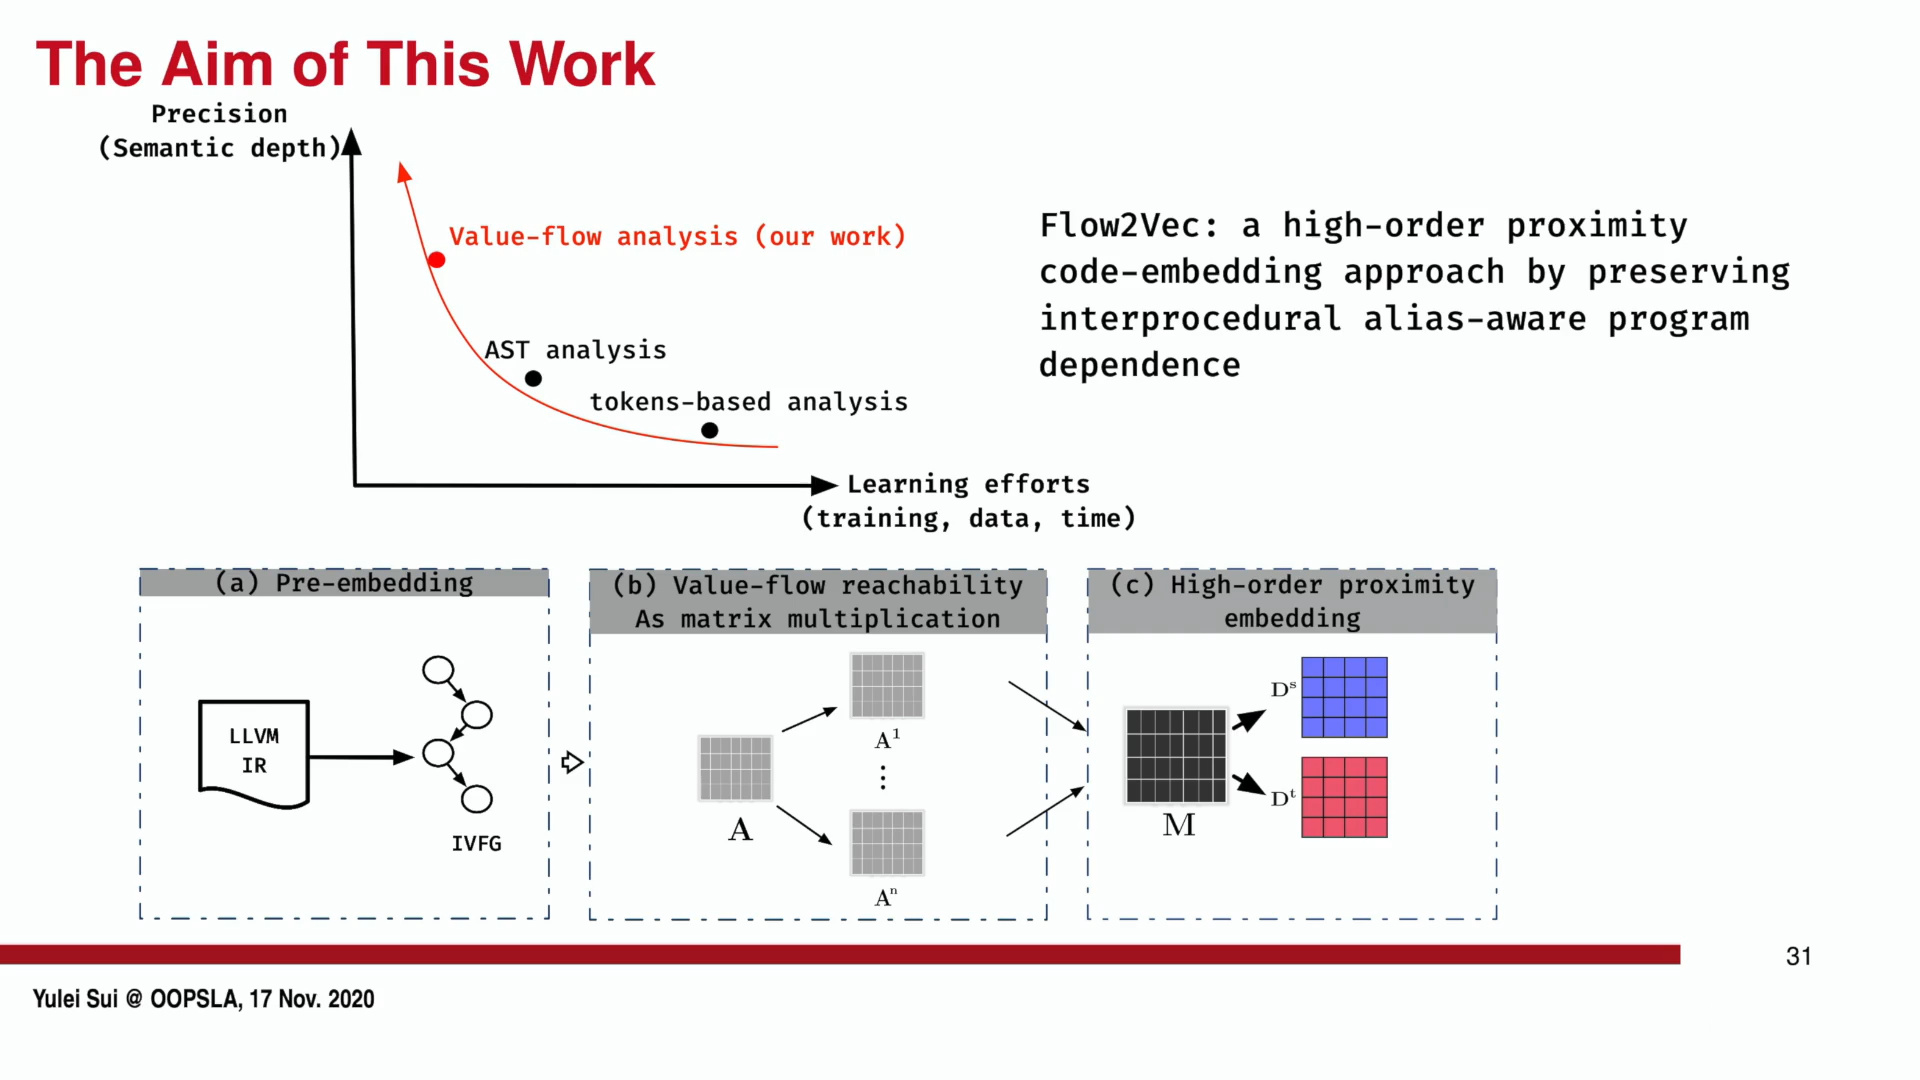 The Aim of This Work
Precision
(Semantic depth)
Value-flow analysis (our work)
AST analysis
tokens-based analysis
Learning efforts
(training, data, time)
Flow2Vec: a high-order proximity
code-embedding approach by preserving
interprocedural alias-aware program
dependence
(a) Pre-embedding
LLVM
IR
IVFG
(b) Value-flow reachability
As matrix multiplication
A
A¹
⋮
Aⁿ
(c) High-order proximity
embedding
M
Dˢ
Dᵗ
31
Yulei Sui @ OOPSLA, 17 Nov. 2020